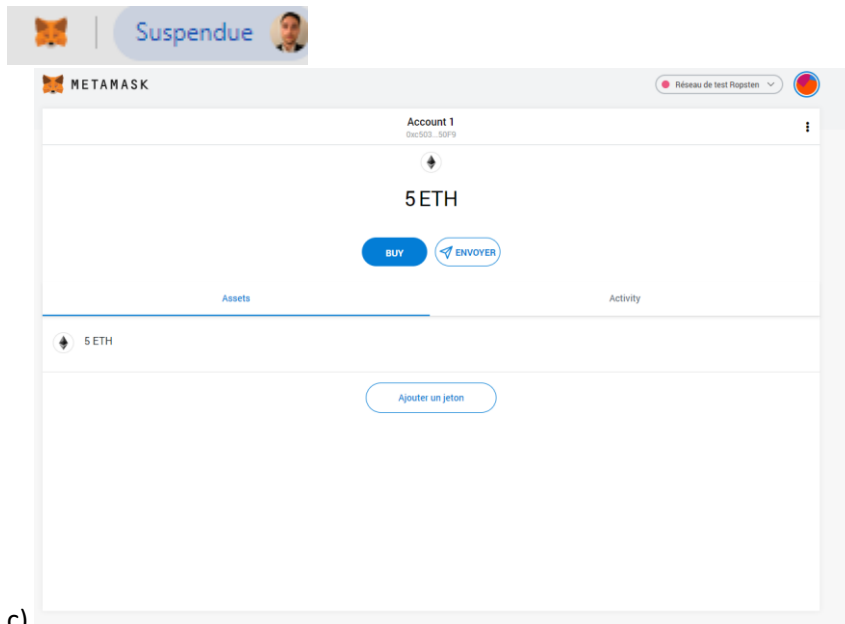 Suspendue
METAMASK
Réseau de test Ropsten
Account 1
0xc503...50F9
5 ETH
BUY
ENVOYER
Assets
Activity
5 ETH
Ajouter un jeton
c)